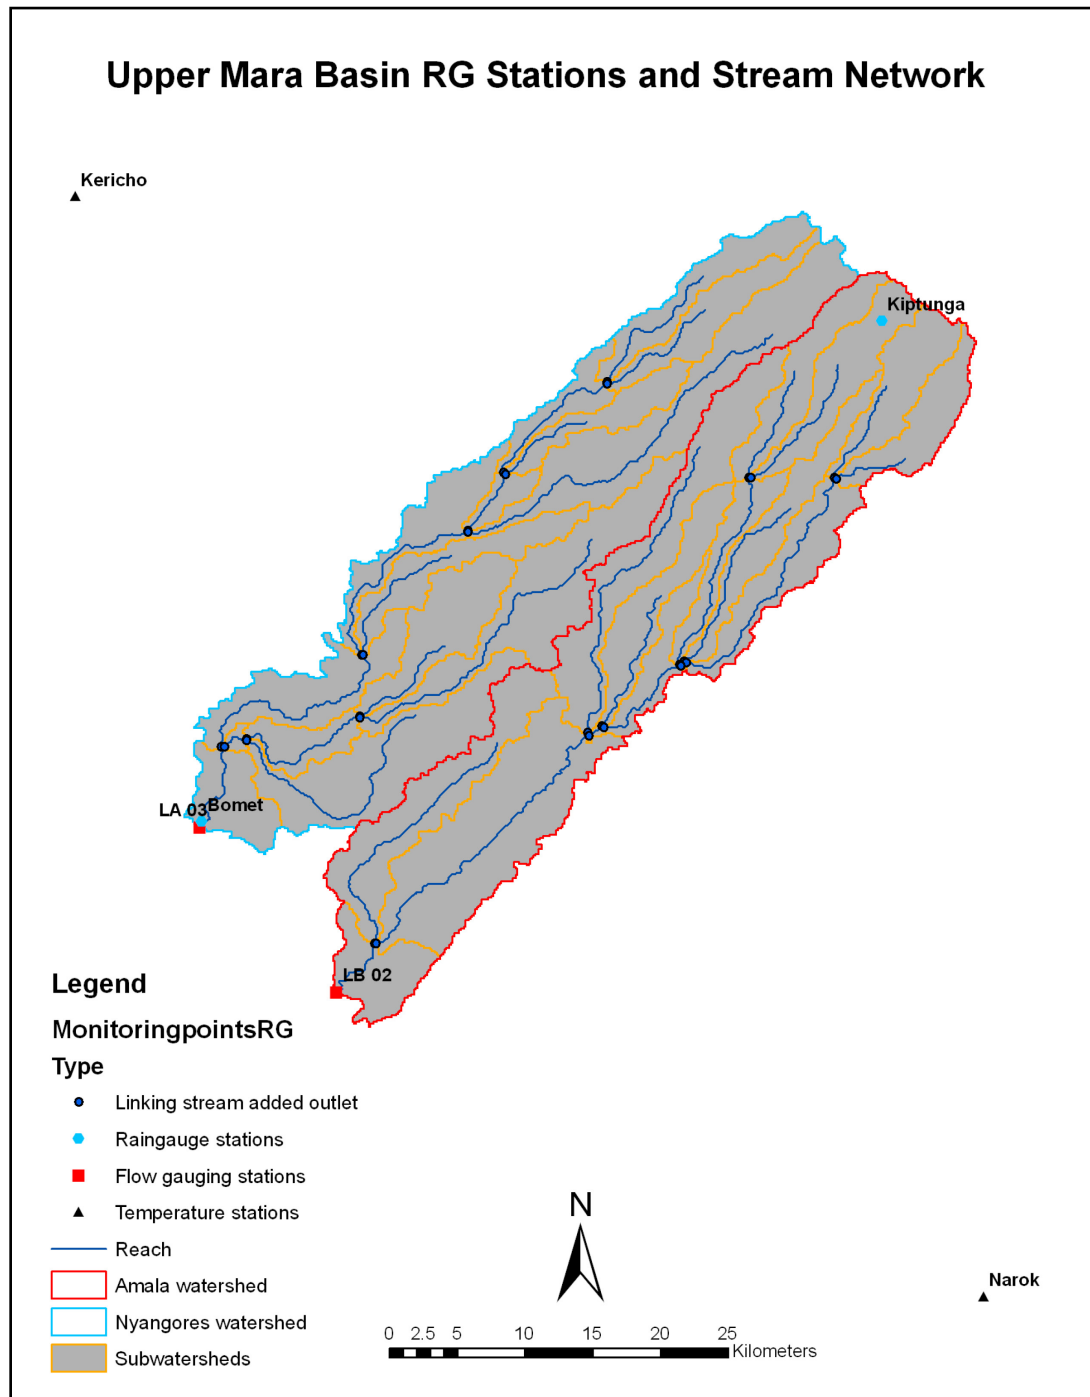 Upper Mara Basin RG Stations and Stream Network
Kericho
Kiptunga
LA 03
Bomet
LB 02
Legend
MonitoringpointsRG
Type
Linking stream added outlet
Raingauge stations
Flow gauging stations
Temperature stations
Reach
Amala watershed
Nyangores watershed
Subwatersheds
N
Narok
0 2.5 5 10 15 20 25
Kilometers